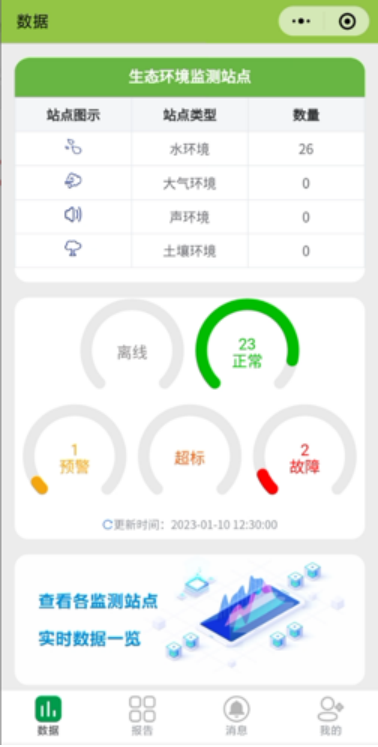 数据
生态环境监测站点
站点图示 站点类型 数量
水环境 26
大气环境 0
声环境 0
土壤环境 0
离线
23
正常
1
预警
超标
2
故障
更新时间：2023-01-10 12:30:00
查看各监测站点
实时数据一览
数据 报告 消息 我的